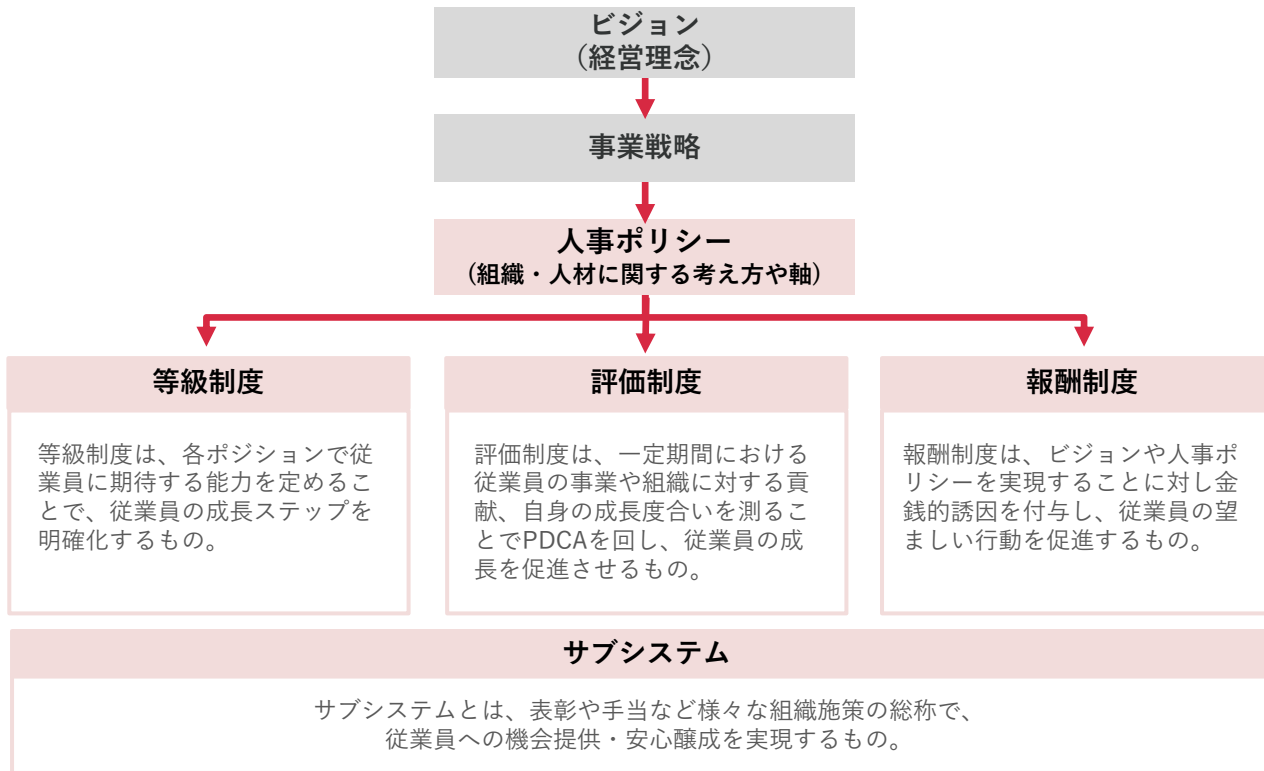 ビジョン
（経営理念）
事業戦略
人事ポリシー
（組織・人材に関する考え方や軸）
等級制度
等級制度は、各ポジションで従
業員に期待する能力を定めるこ
とで、従業員の成長ステップを
明確化するもの。
評価制度
評価制度は、一定期間における
従業員の事業や組織に対する貢
献、自身の成長度合いを測るこ
とでPDCAを回し、従業員の成
長を促進させるもの。
報酬制度
報酬制度は、ビジョンや人事ポ
リシーを実現することに対し金
銭的誘因を付与し、従業員の望
ましい行動を促進するもの。
サブシステム
サブシステムとは、表彰や手当など様々な組織施策の総称で、
従業員への機会提供・安心醸成を実現するもの。